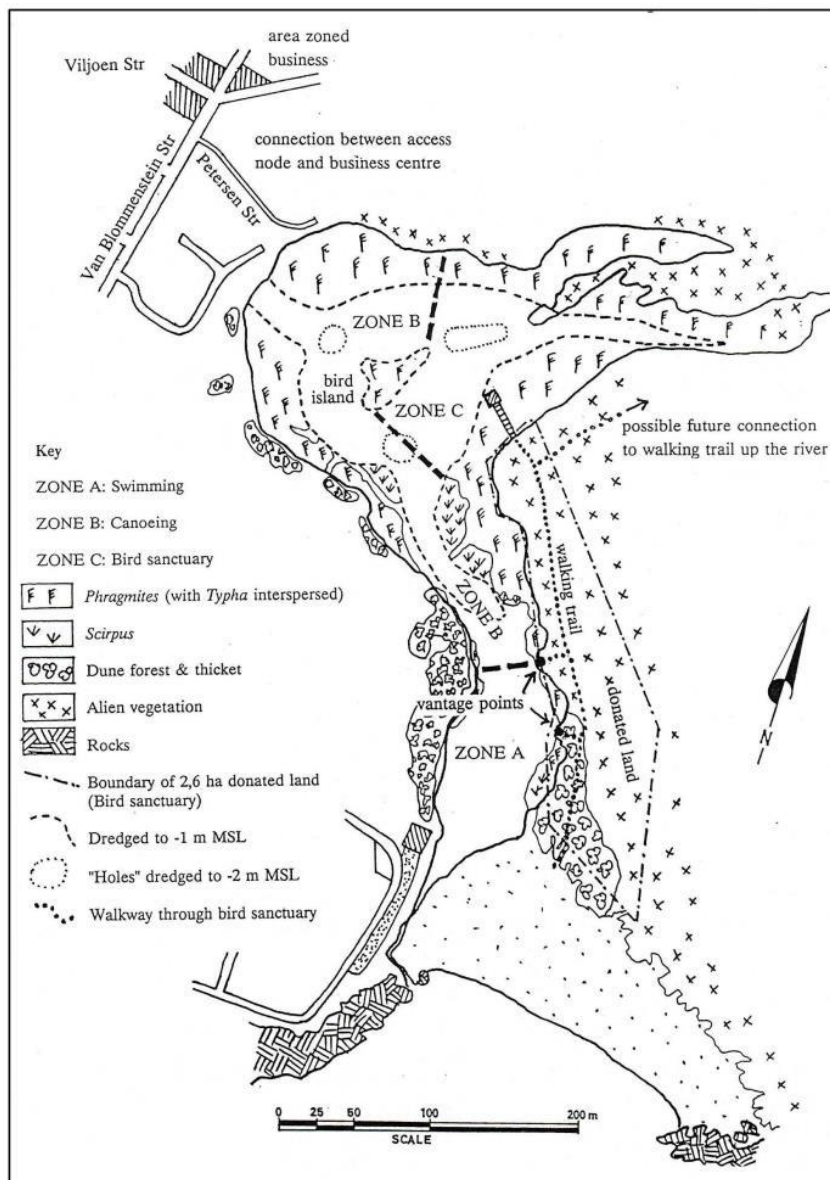 area zoned
business
Viljoen Str
connection between access
node and business centre
Van Blommenstein Str
Petersen Str
ZONE B
bird
island
ZONE C
possible future connection
to walking trail up the river
Key
ZONE A: Swimming
ZONE B: Canoeing
ZONE C: Bird sanctuary
Phragmites (with Typha interspersed)
Scirpus
Dune forest & thicket
Alien vegetation
Rocks
Boundary of 2,6 ha donated land
(Bird sanctuary)
Dredged to -1 m MSL
"Holes" dredged to -2 m MSL
Walkway through bird sanctuary
ZONE B
walking trail
vantage points
donated land
ZONE A
N
0 25 50 100 200 m
SCALE